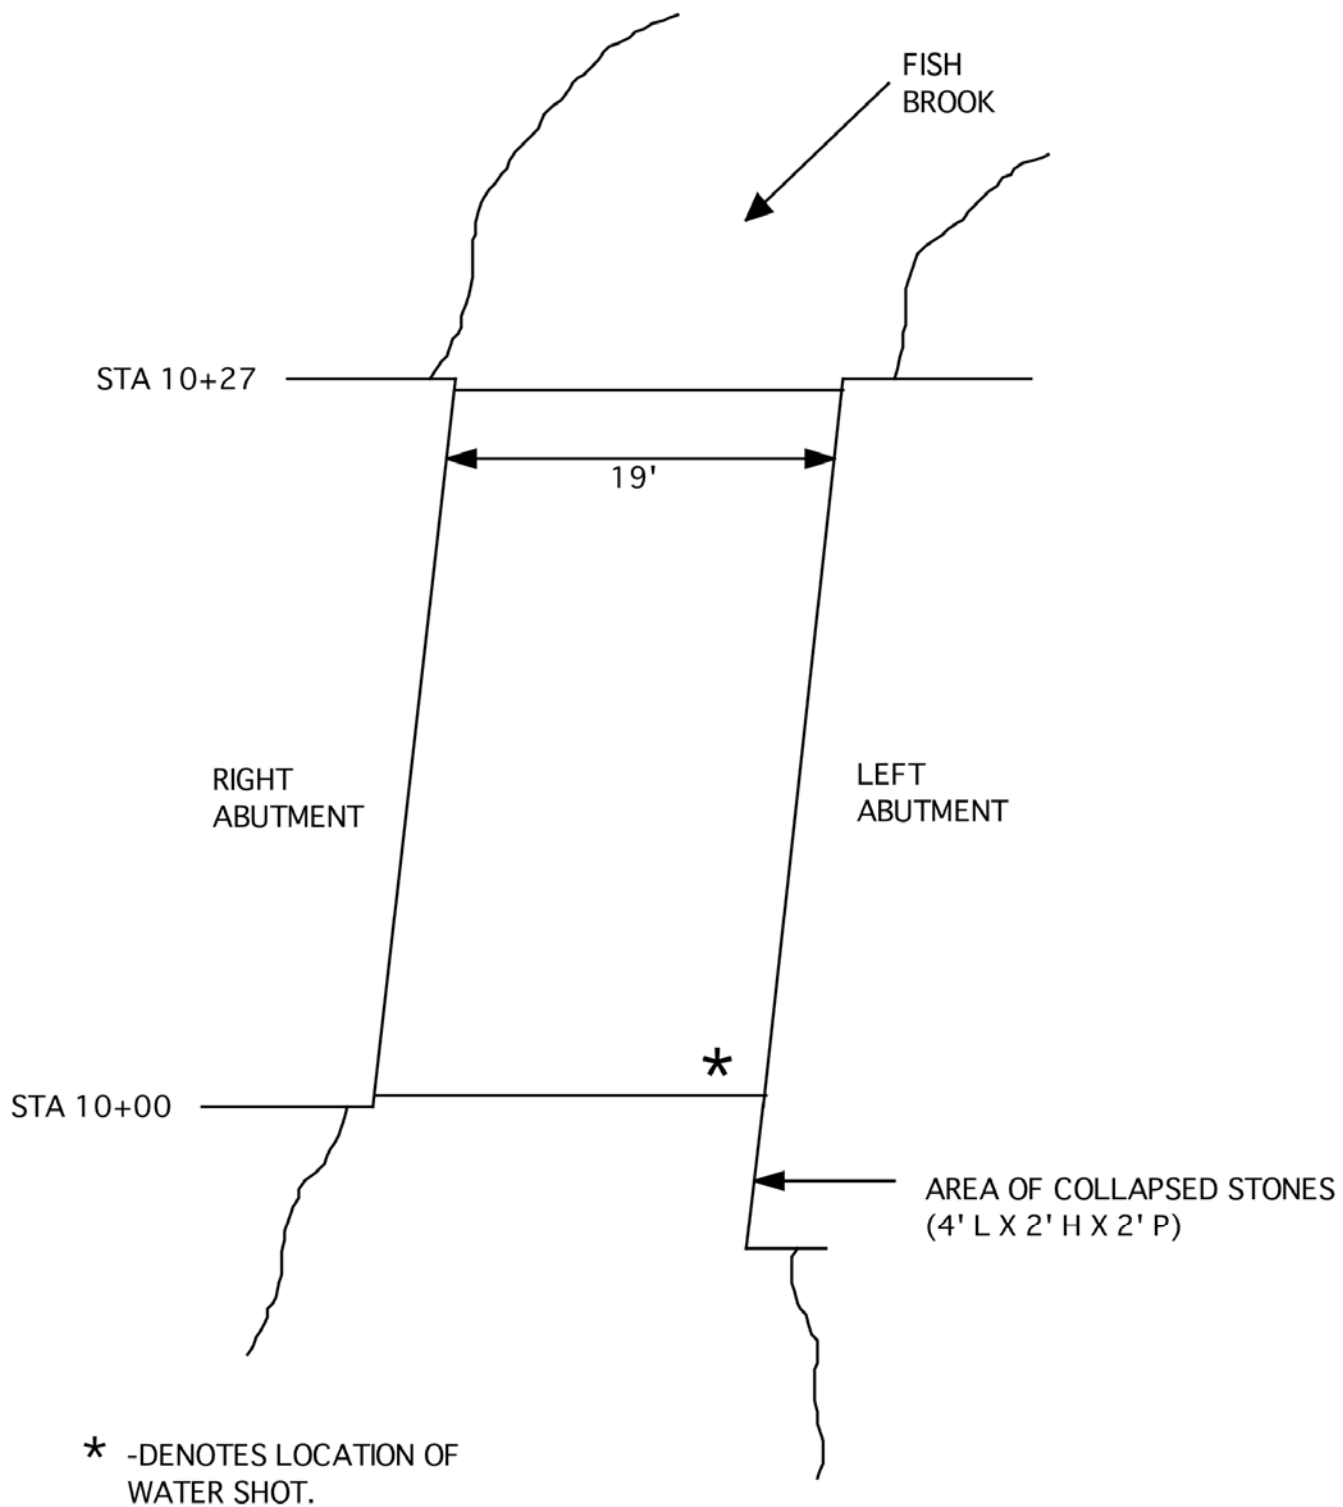 FISH
BROOK
STA 10+27
19'
RIGHT
ABUTMENT
LEFT
ABUTMENT
*
STA 10+00
AREA OF COLLAPSED STONES
(4' L X 2' H X 2' P)
* -DENOTES LOCATION OF
WATER SHOT.